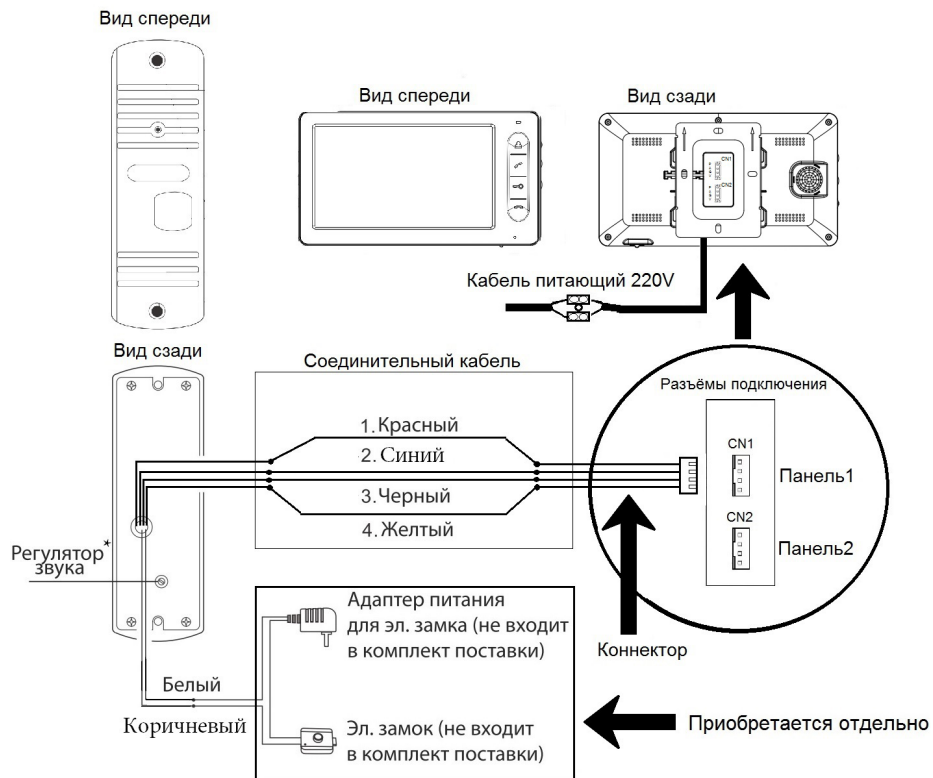 Вид спереди
Вид спереди
Вид сзади
CN1
CN2
Кабель питающий 220V
Вид сзади
Соединительный кабель
Разъёмы подключения
1. Красный
2. Синий
3. Черный
4. Желтый
CN1
Панель1
CN2
Панель2
Регулятор*
звука
Коннектор
Адаптер питания
для эл. замка (не входит
в комплект поставки)
Белый
Коричневый
Эл. замок (не входит
в комплект поставки)
Приобретается отдельно